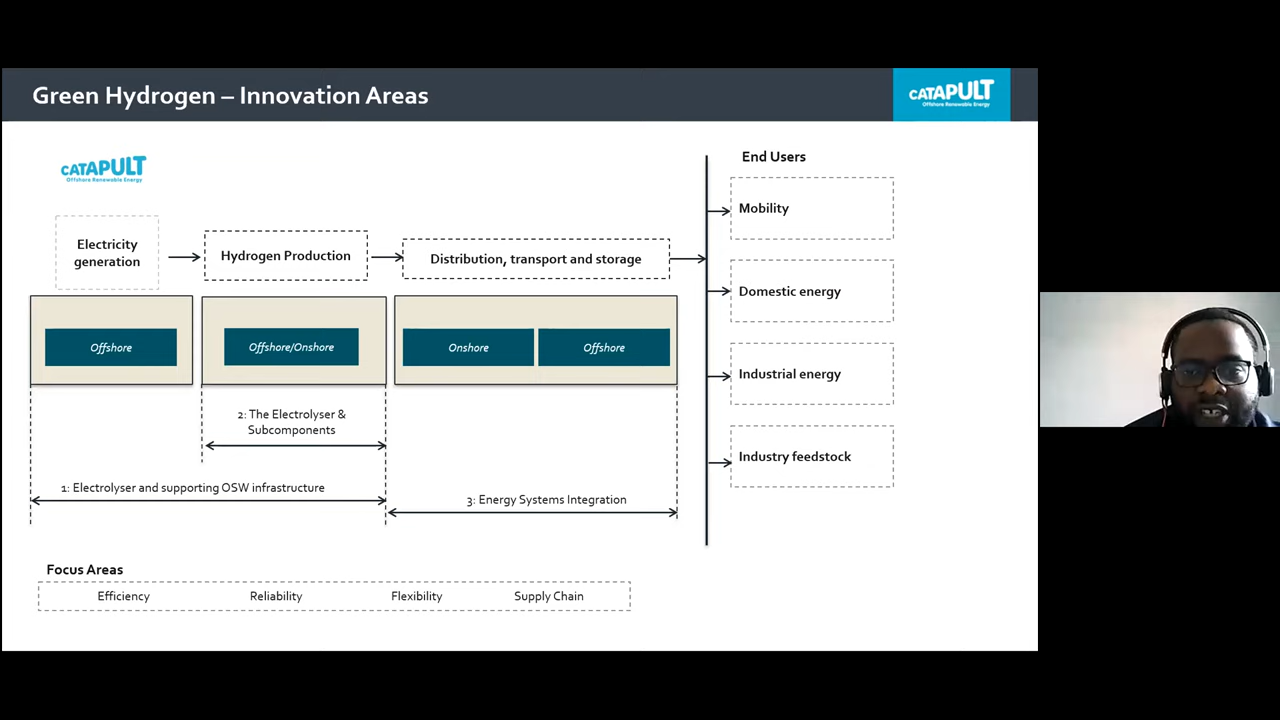 Green Hydrogen – Innovation Areas
CATAPULT
Offshore Renewable Energy
CATAPULT
Offshore Renewable Energy
Electricity
generation
Hydrogen Production
Distribution, transport and storage
Offshore
Offshore/Onshore
Onshore
Offshore
2: The Electrolyser &
Subcomponents
1: Electrolyser and supporting OSW infrastructure
3: Energy Systems Integration
End Users
Mobility
Domestic energy
Industrial energy
Industry feedstock
Focus Areas
Efficiency
Reliability
Flexibility
Supply Chain